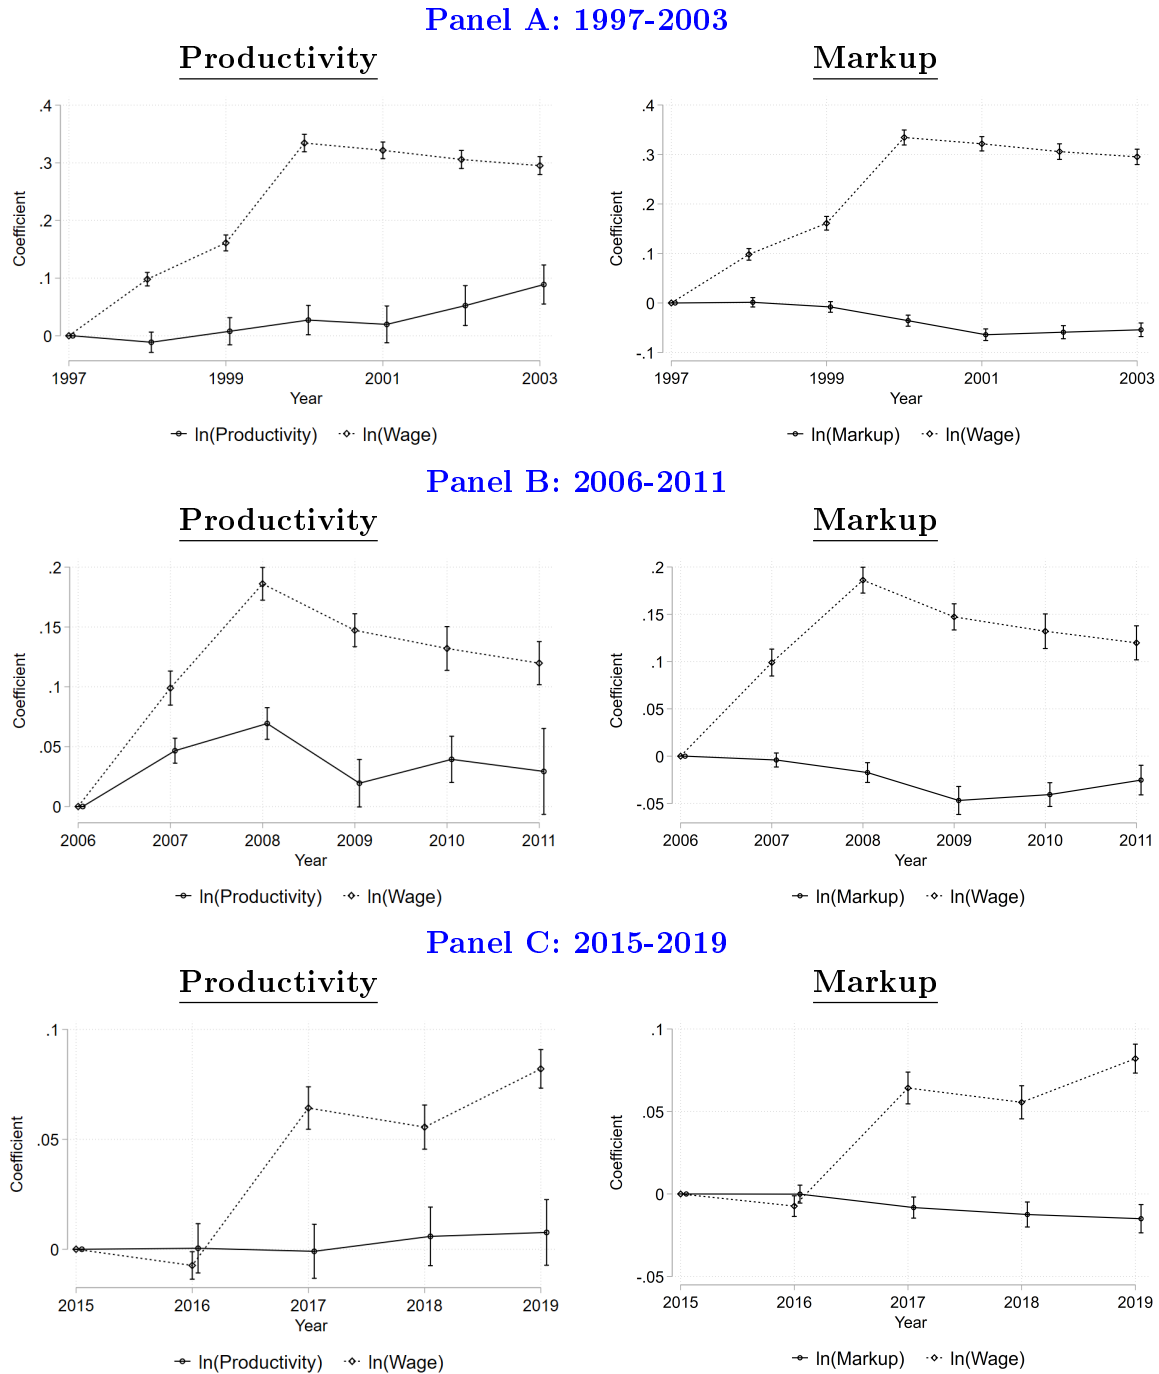 Panel A: 1997-2003
Productivity
Markup
.4
.3
.2
.1
0
Coefficient
1997
1999
2001
2003
Year
ln(Productivity)
ln(Wage)
.4
.3
.2
.1
0
-.1
Coefficient
1997
1999
2001
2003
Year
ln(Markup)
ln(Wage)
Panel B: 2006-2011
Productivity
Markup
.2
.15
.1
.05
0
Coefficient
2006
2007
2008
2009
2010
2011
Year
ln(Productivity)
ln(Wage)
.2
.15
.1
.05
0
-.05
Coefficient
2006
2007
2008
2009
2010
2011
Year
ln(Markup)
ln(Wage)
Panel C: 2015-2019
Productivity
Markup
.1
.05
0
Coefficient
2015
2016
2017
2018
2019
Year
ln(Productivity)
ln(Wage)
.1
.05
0
-.05
Coefficient
2015
2016
2017
2018
2019
Year
ln(Markup)
ln(Wage)